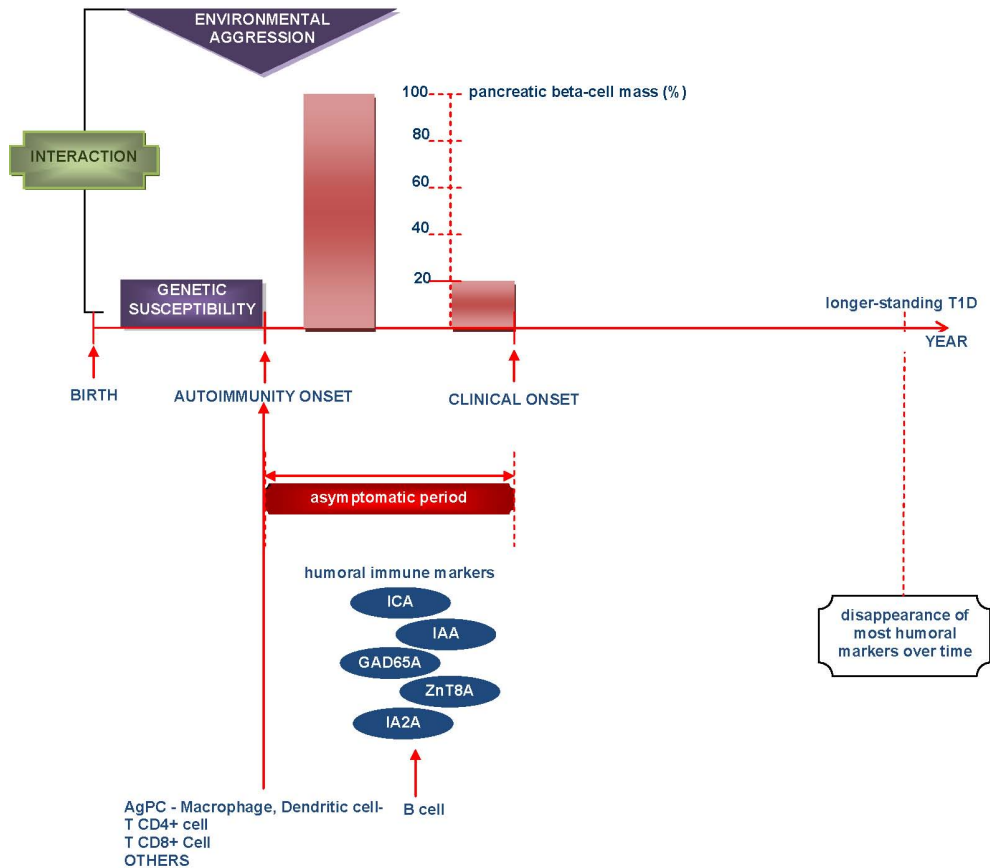 ENVIRONMENTAL
AGGRESSION
100
pancreatic beta-cell mass (%)
80
INTERACTION
60
40
20
GENETIC
SUSCEPTIBILITY
longer-standing T1D
YEAR
BIRTH
AUTOIMMUNITY ONSET
CLINICAL ONSET
asymptomatic period
humoral immune markers
ICA
IAA
GAD65A
ZnT8A
IA2A
disappearance of
most humoral
markers over time
AgPC - Macrophage, Dendritic cell-
T CD4+ cell
T CD8+ Cell
OTHERS
B cell